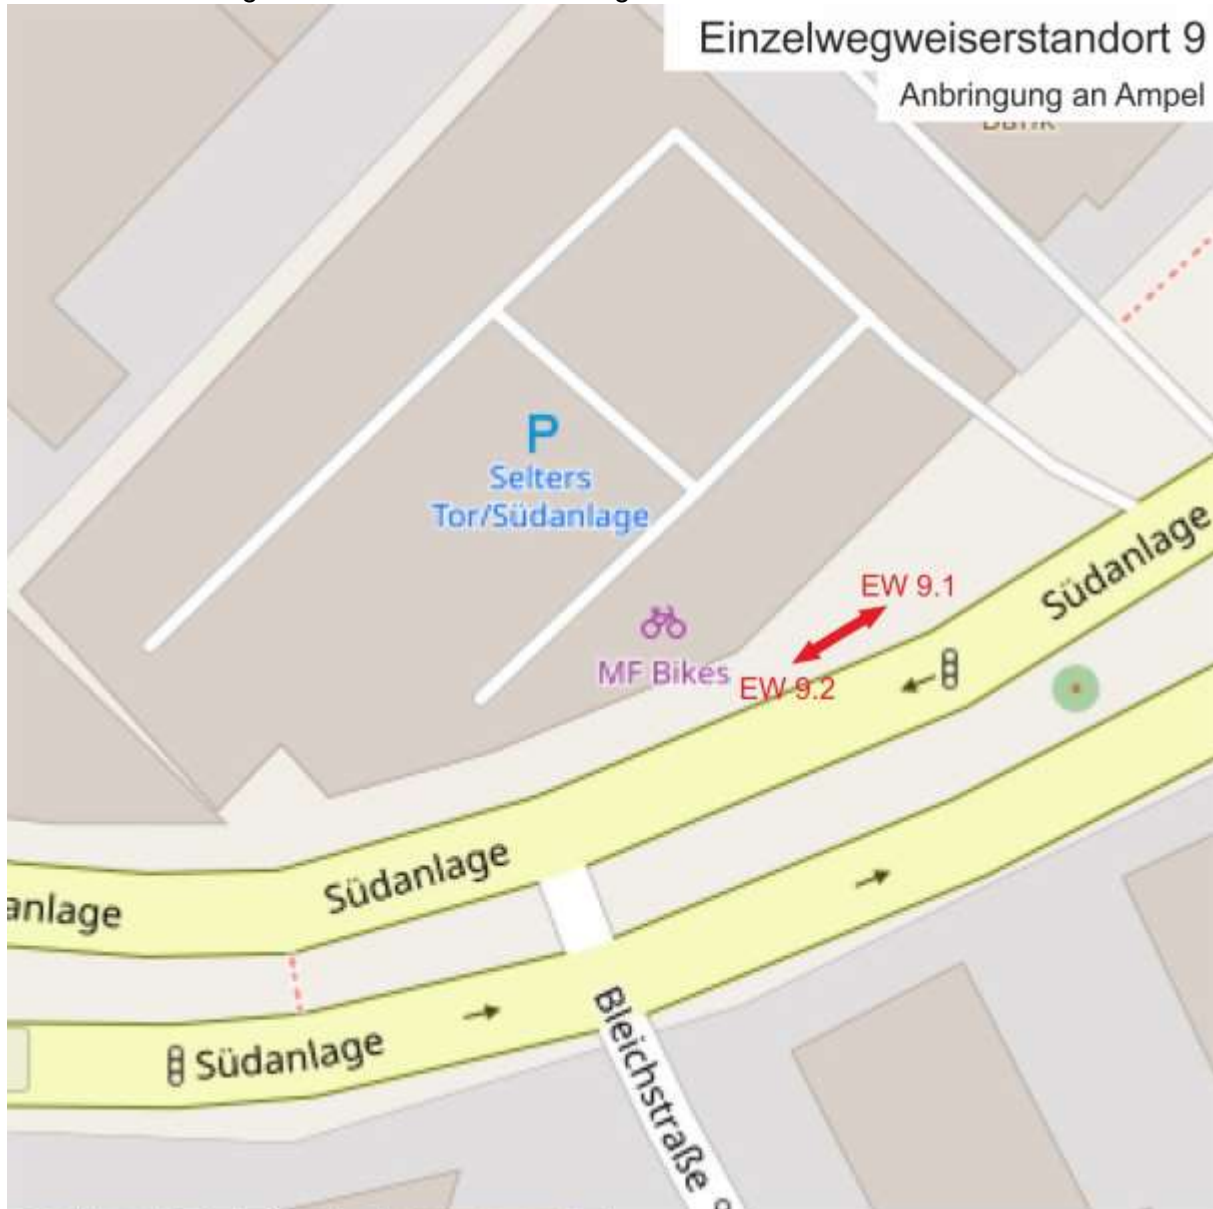 Einzelwegweiserstandort 9
Anbringung an Ampel
P
Selters
Tor/Südanlage
Südanlage
EW 9.1
MF Bikes
EW 9.2
Südanlage
anlage
Südanlage
Bleichstraße